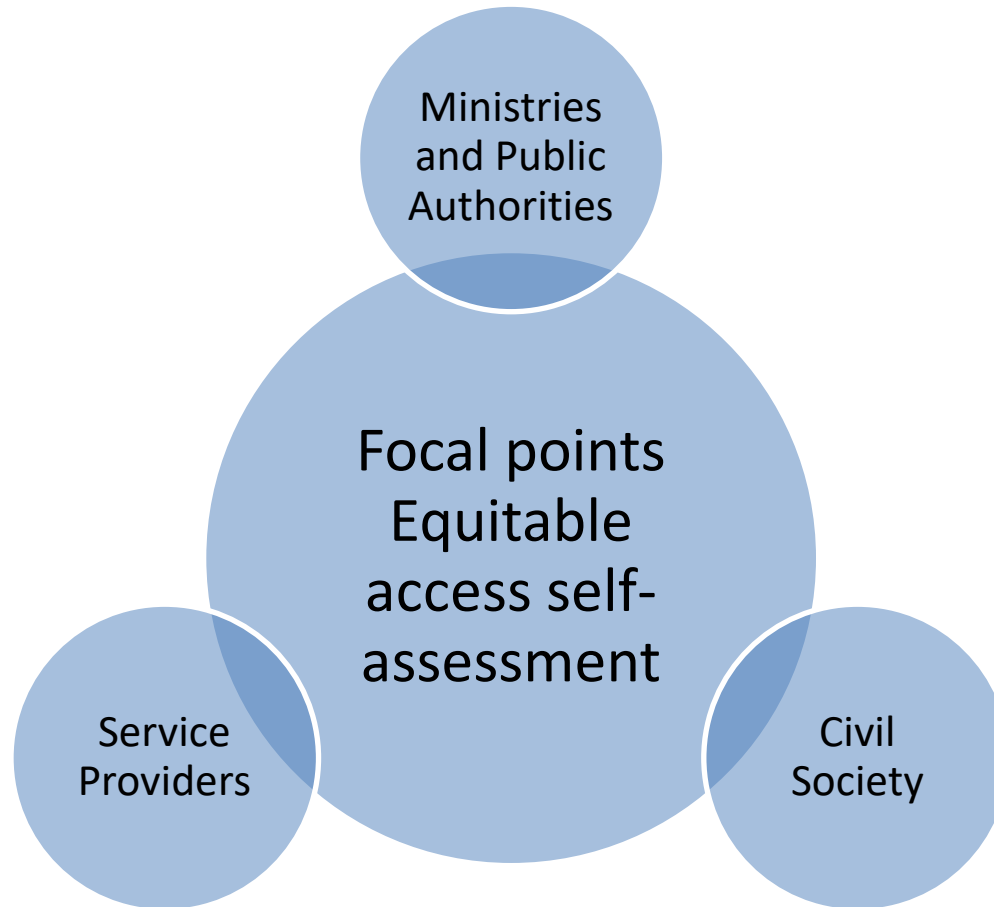 Ministries
and Public
Authorities
Focal points
Equitable
access self-
assessment
Service
Providers
Civil
Society